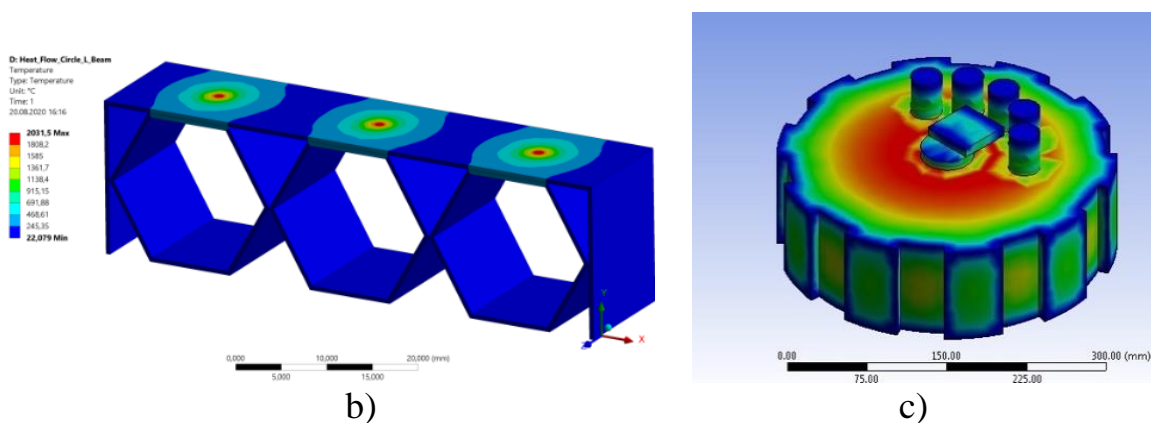 D: Heat_Flow_Circle_L_Beam
Temperature
Type: Temperature
Unit: °C
Time: 1
20.08.2020 16:16
2031,5 Max
1808,2
1585
1361,7
1138,4
915,15
691,88
468,61
245,35
22,079 Min
Y
X
Z
0,000 10,000 20,000 (mm)
5,000 15,000
b)
0.00 150.00 300.00 (mm)
75.00 225.00
c)